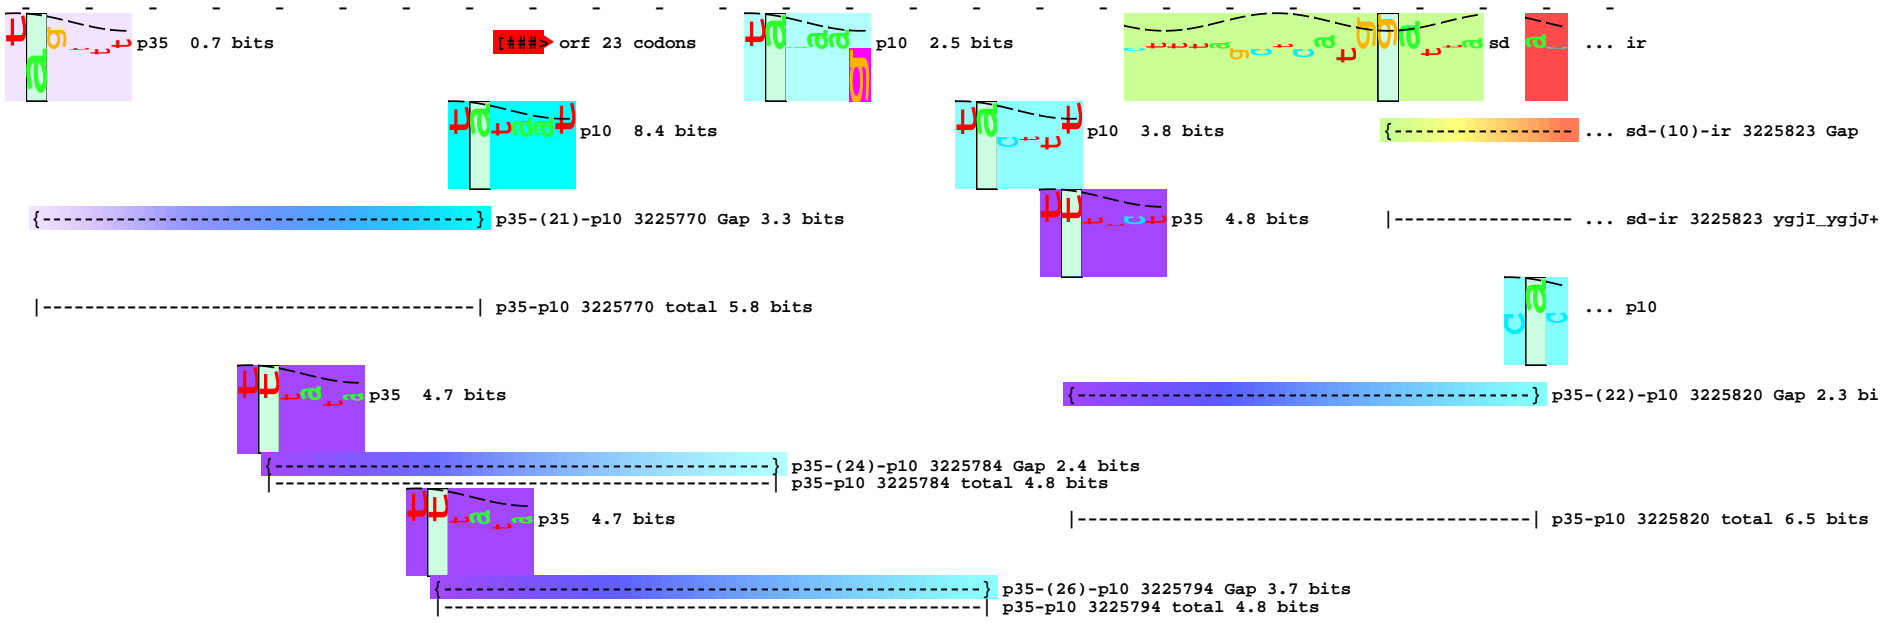 - - - - - - - - - - - - - - - - - - - - - - - - - -
p35 0.7 bits
[###> orf 23 codons
p10 2.5 bits
sd
... ir
p10 8.4 bits
p10 3.8 bits
{----------------- ... sd-(10)-ir 3225823 Gap
p35 4.8 bits
{-----------------------------------------} p35-(21)-p10 3225770 Gap 3.3 bits
|----------------- ... sd-ir 3225823 ygjI_ygjJ+
|-----------------------------------------| p35-p10 3225770 total 5.8 bits
... p10
p35 4.7 bits
{-------------------------------------------} p35-(22)-p10 3225820 Gap 2.3 bi
{-----------------------------------------------} p35-(24)-p10 3225784 Gap 2.4 bits
|-----------------------------------------------| p35-p10 3225784 total 4.8 bits
p35 4.7 bits
|-------------------------------------------| p35-p10 3225820 total 6.5 bits
{---------------------------------------------------} p35-(26)-p10 3225794 Gap 3.7 bits
|---------------------------------------------------| p35-p10 3225794 total 4.8 bits